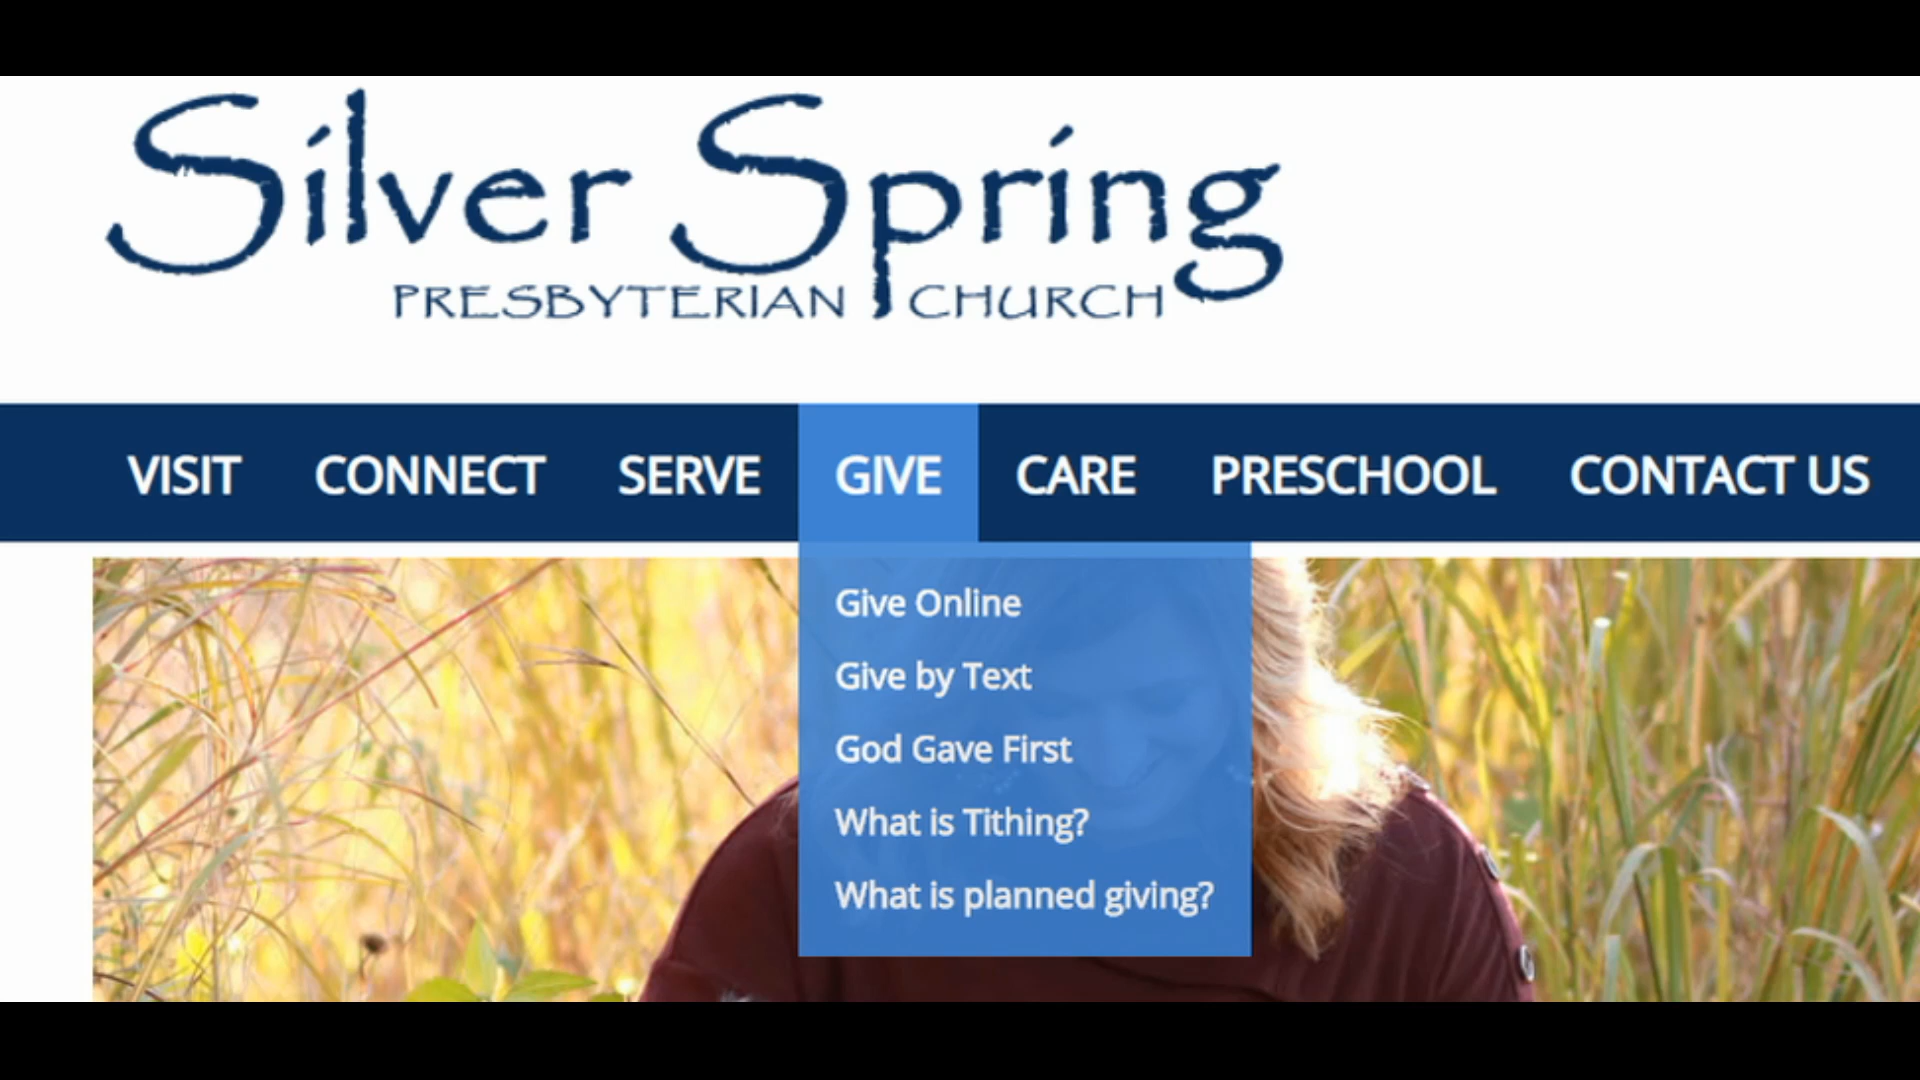 Silver Spring
PRESBYTERIAN CHURCH
VISIT CONNECT SERVE GIVE CARE PRESCHOOL CONTACT US
Give Online
Give by Text
God Gave First
What is Tithing?
What is planned giving?